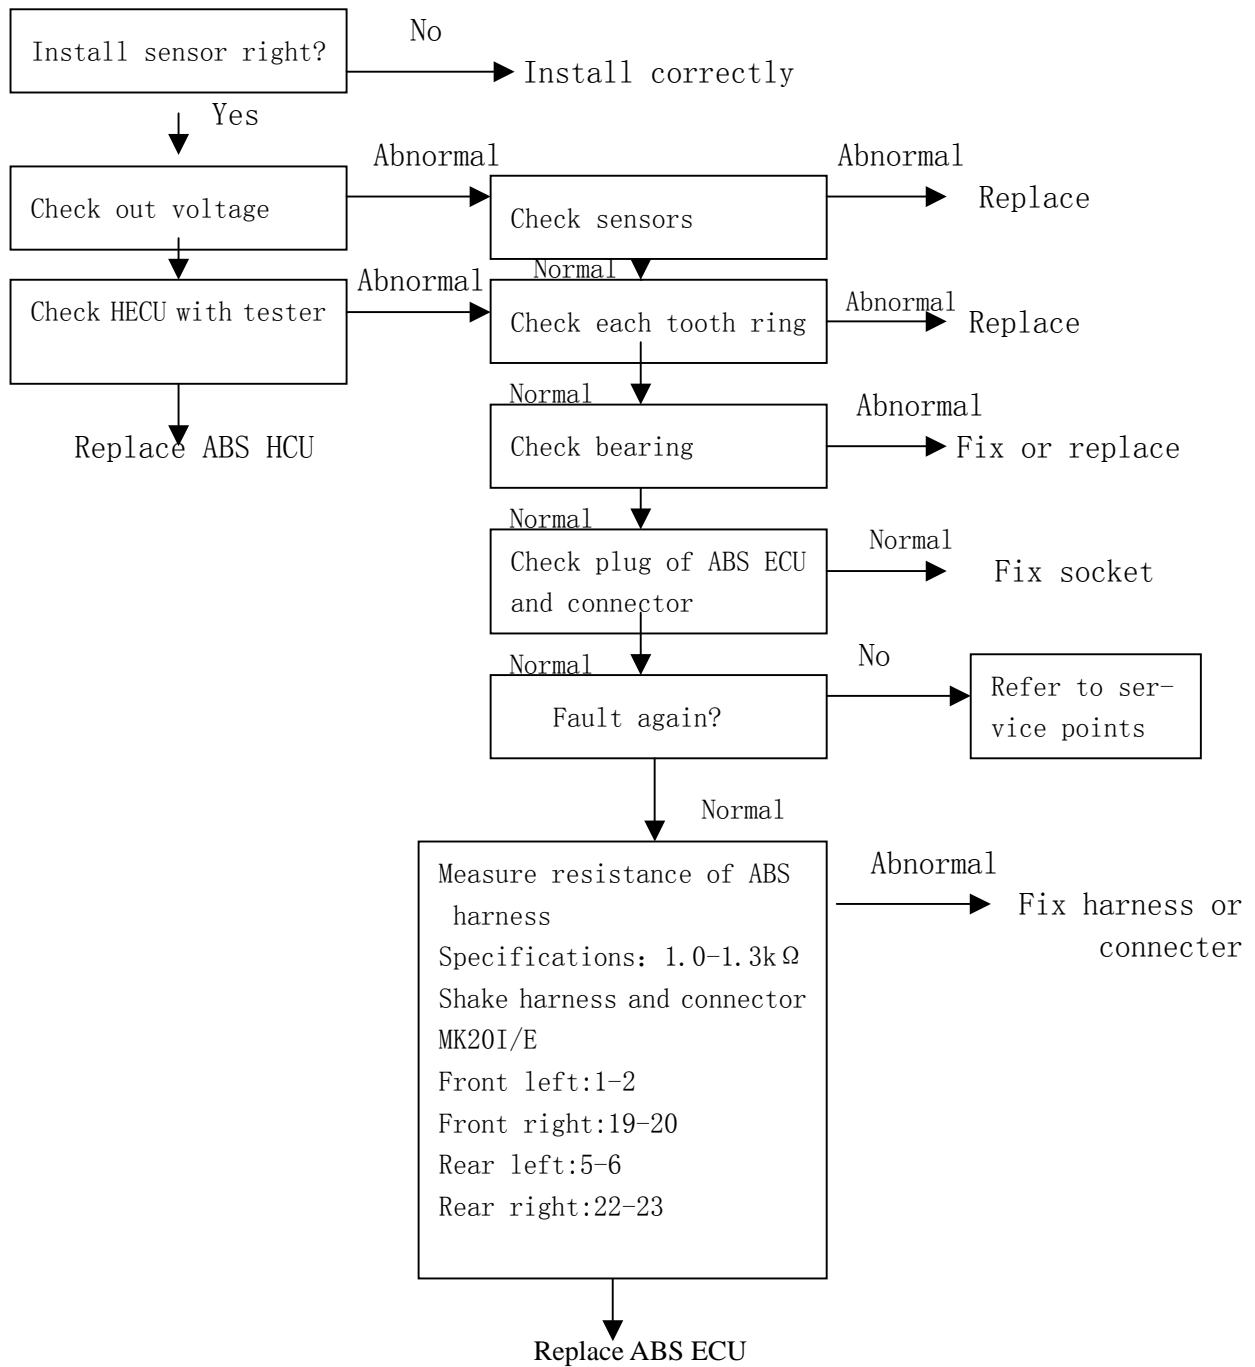 Install sensor right?
No
Install correctly
Yes
Abnormal
Abnormal
Check out voltage
Check sensors
Replace
Normal
Abnormal
Check HECU with tester
Check each tooth ring
Abnormal
Replace
Normal
Abnormal
Replace ABS HCU
Check bearing
Fix or replace
Normal
Normal
Check plug of ABS ECU
and connector
Fix socket
Normal
No
Fault again?
Refer to ser-
vice points
Normal
Measure resistance of ABS
harness
Specifications: 1.0-1.3kΩ
Shake harness and connector
MK20I/E
Front left:1-2
Front right:19-20
Rear left:5-6
Rear right:22-23
Abnormal
Fix harness or
connecter
Replace ABS ECU